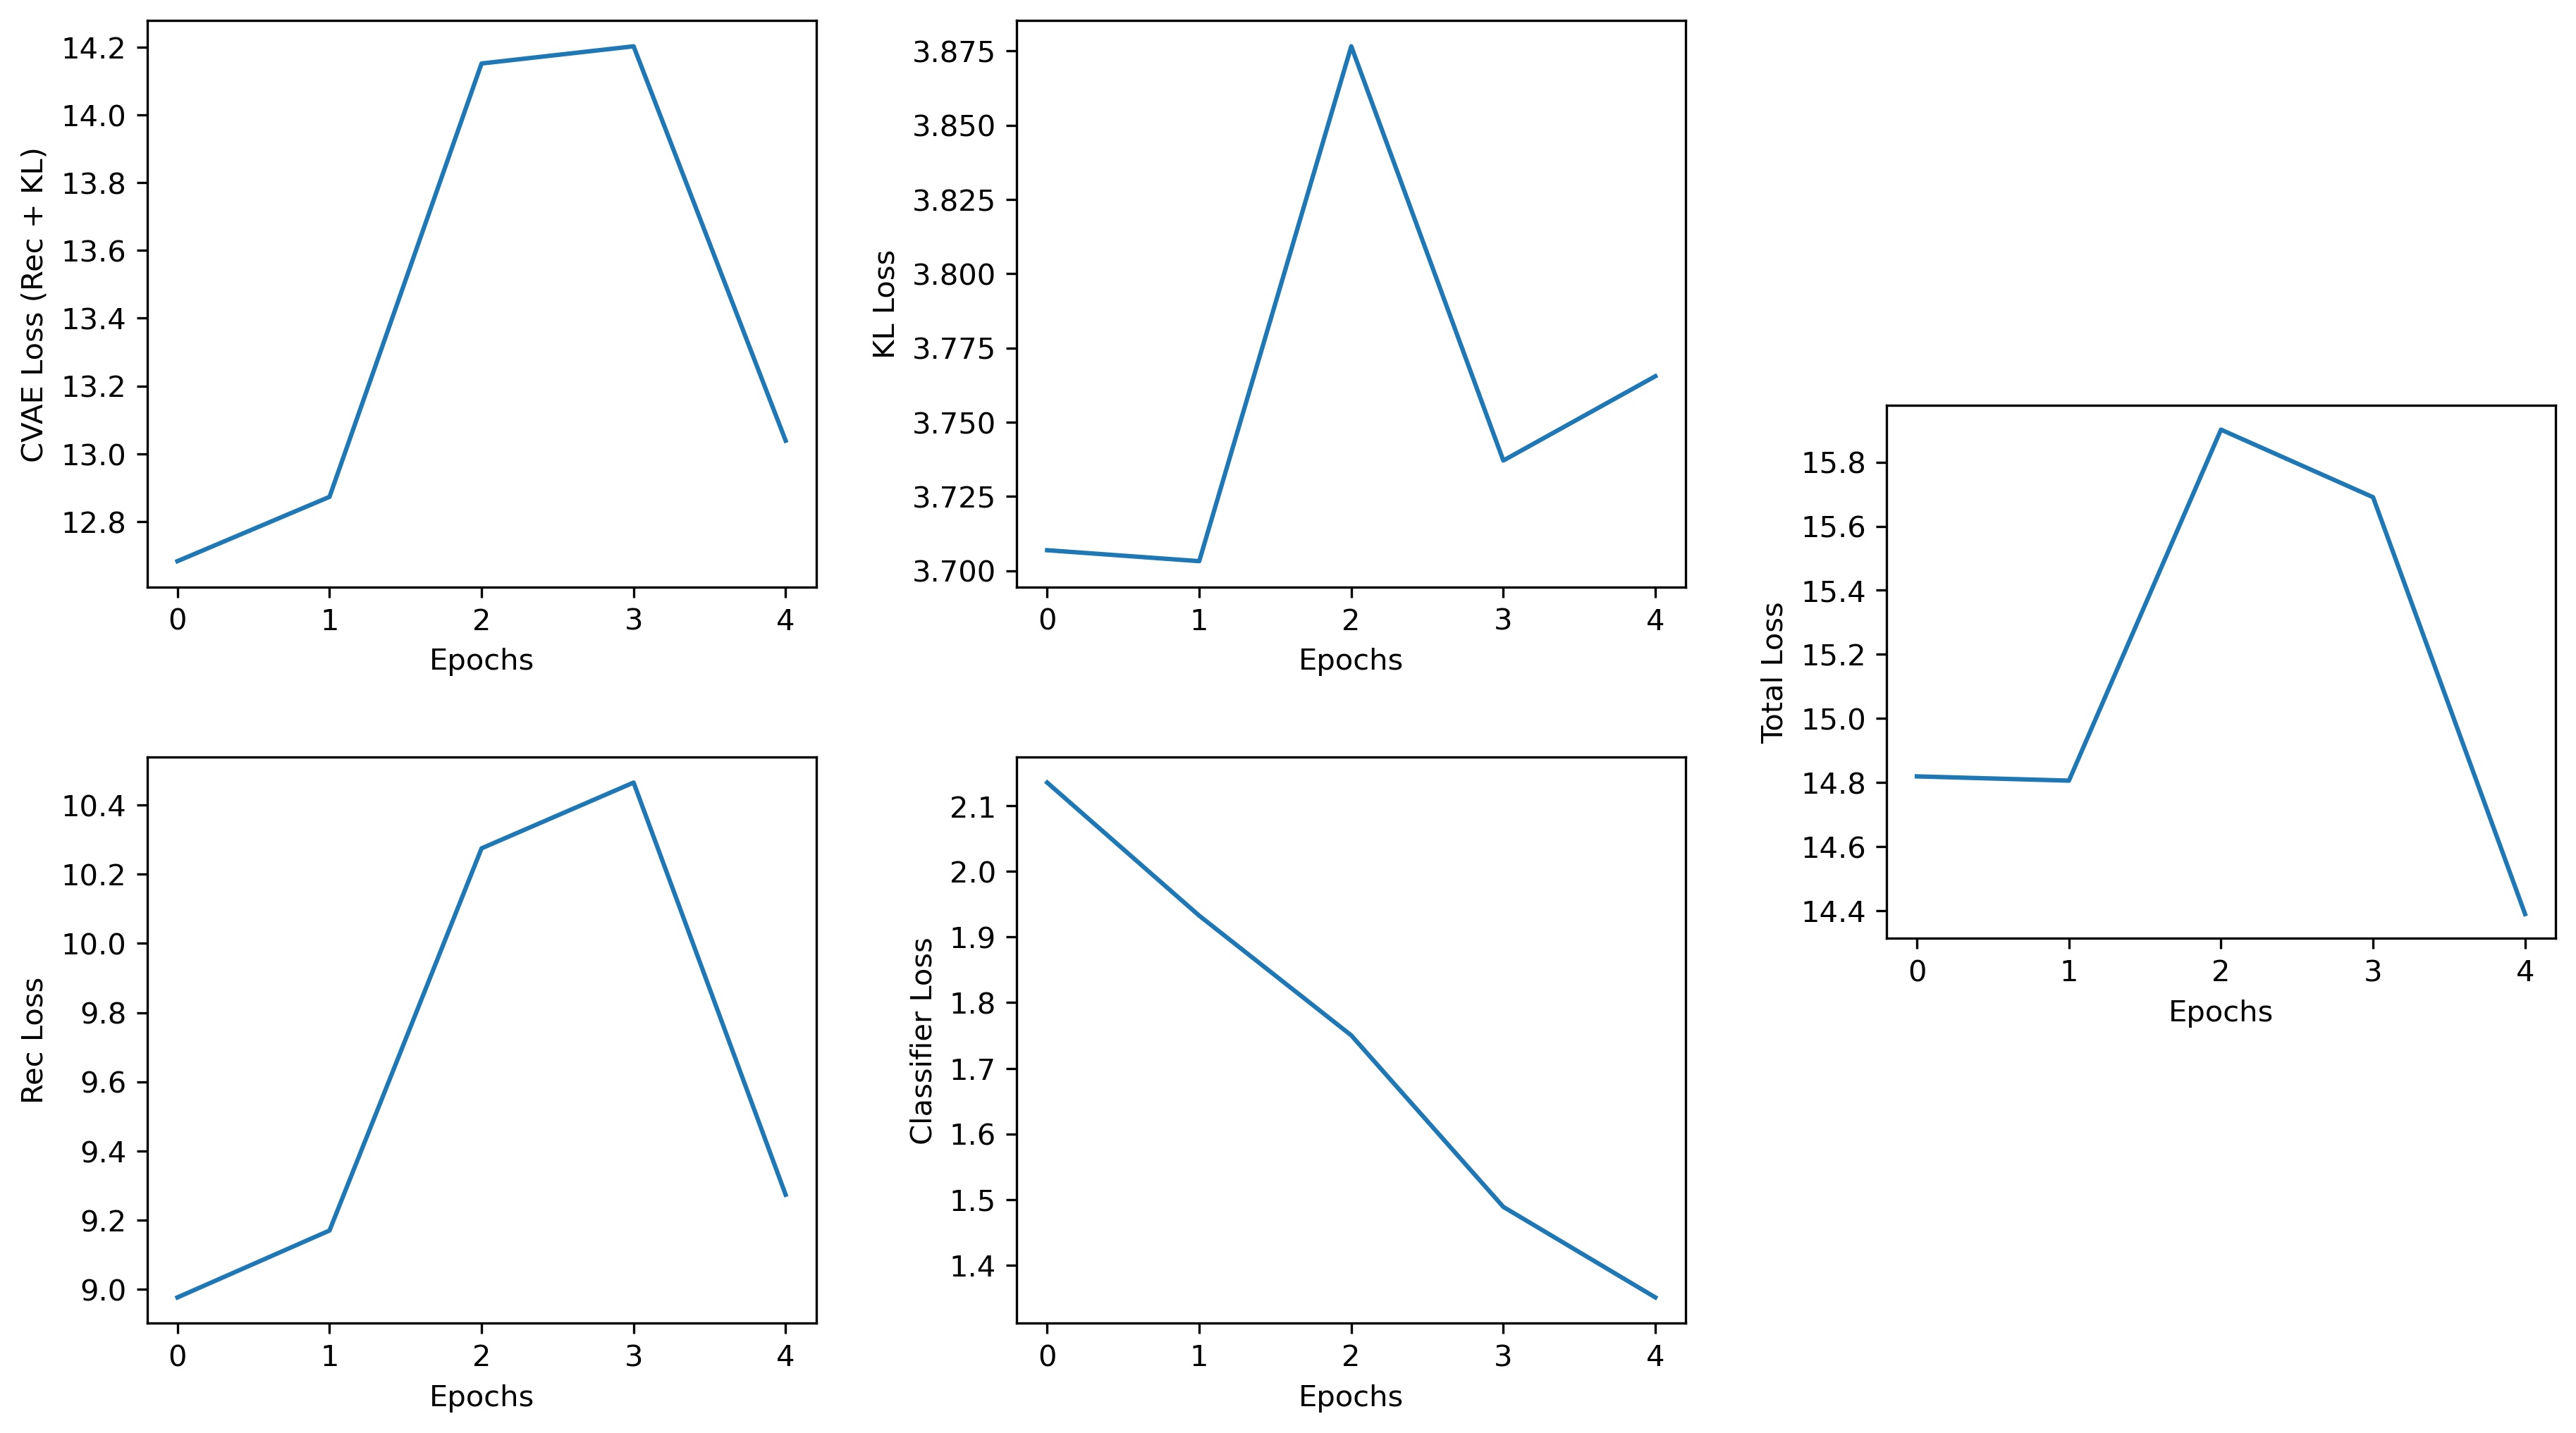 CVAE Loss (Rec + KL)
14.2
14.0
13.8
13.6
13.4
13.2
13.0
12.8
0 1 2 3 4
Epochs
KL Loss
3.875
3.850
3.825
3.800
3.775
3.750
3.725
3.700
0 1 2 3 4
Epochs
Total Loss
15.8
15.6
15.4
15.2
15.0
14.8
14.6
14.4
0 1 2 3 4
Epochs
Rec Loss
10.4
10.2
10.0
9.8
9.6
9.4
9.2
9.0
0 1 2 3 4
Epochs
Classifier Loss
2.1
2.0
1.9
1.8
1.7
1.6
1.5
1.4
0 1 2 3 4
Epochs